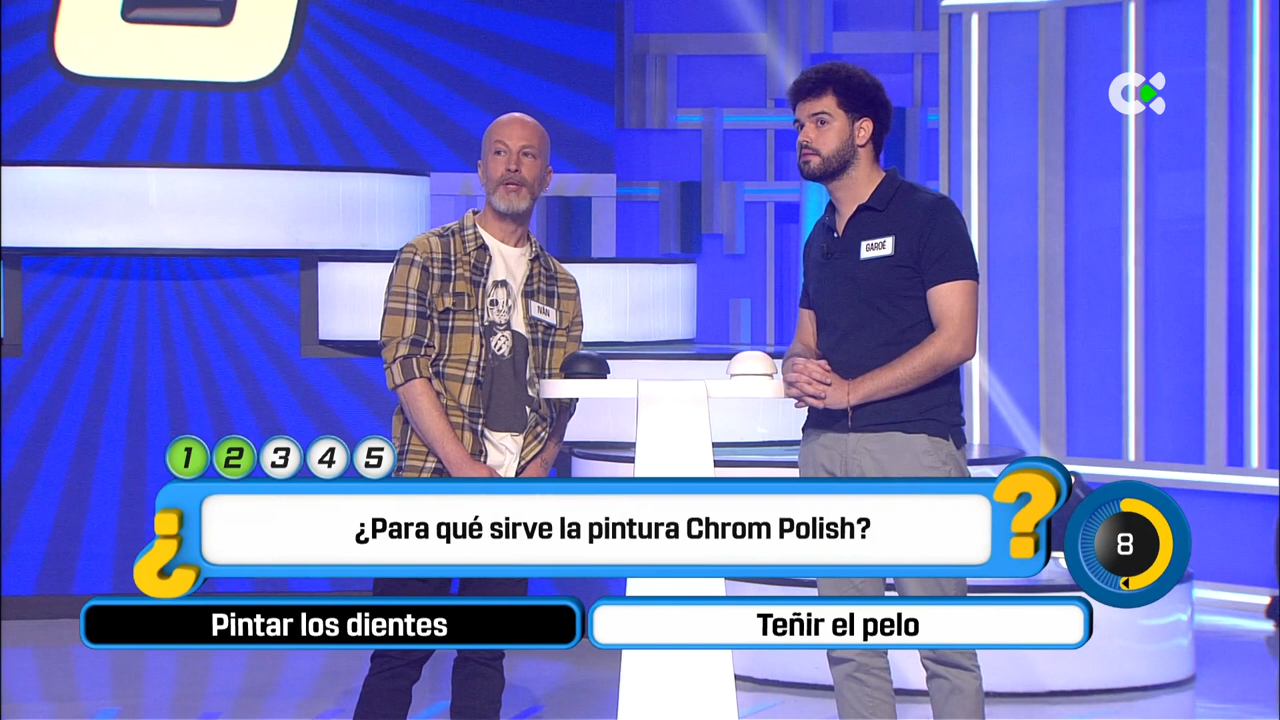 GAROÉ
IVÁN
1 2 3 4 5
¿Para qué sirve la pintura Chrom Polish?
8
Pintar los dientes
Teñir el pelo